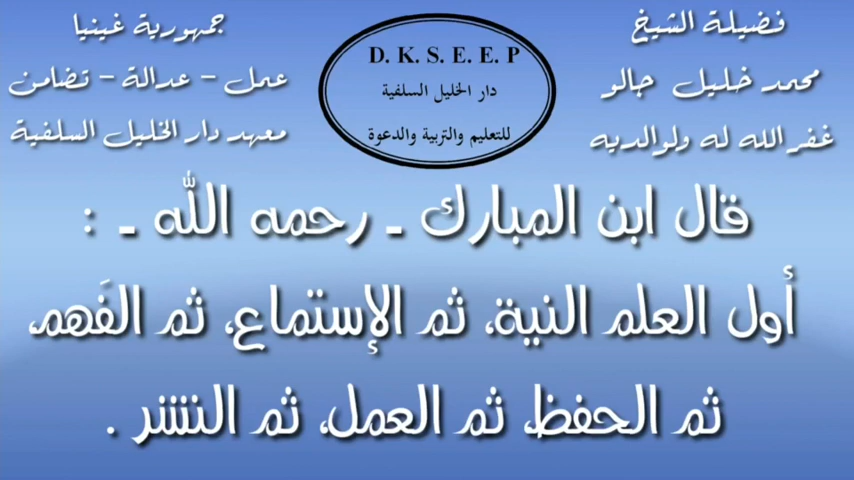 فضيلة الشيخ
محمد خليل جالو
غفر الله له ولوالديه
D. K. S. E. E. P
دار الخليل السلفية
للتعليم والتربية والدعوة
جمهورية غينيا
عمل - عدالة - تضامن
معهد دار الخليل السلفية
قال ابن المبارك ـ رحمه الله ـ :
أول العلم النية، ثم الإستماع، ثم الفَهم،
ثم الحفظ، ثم العمل، ثم النشر .